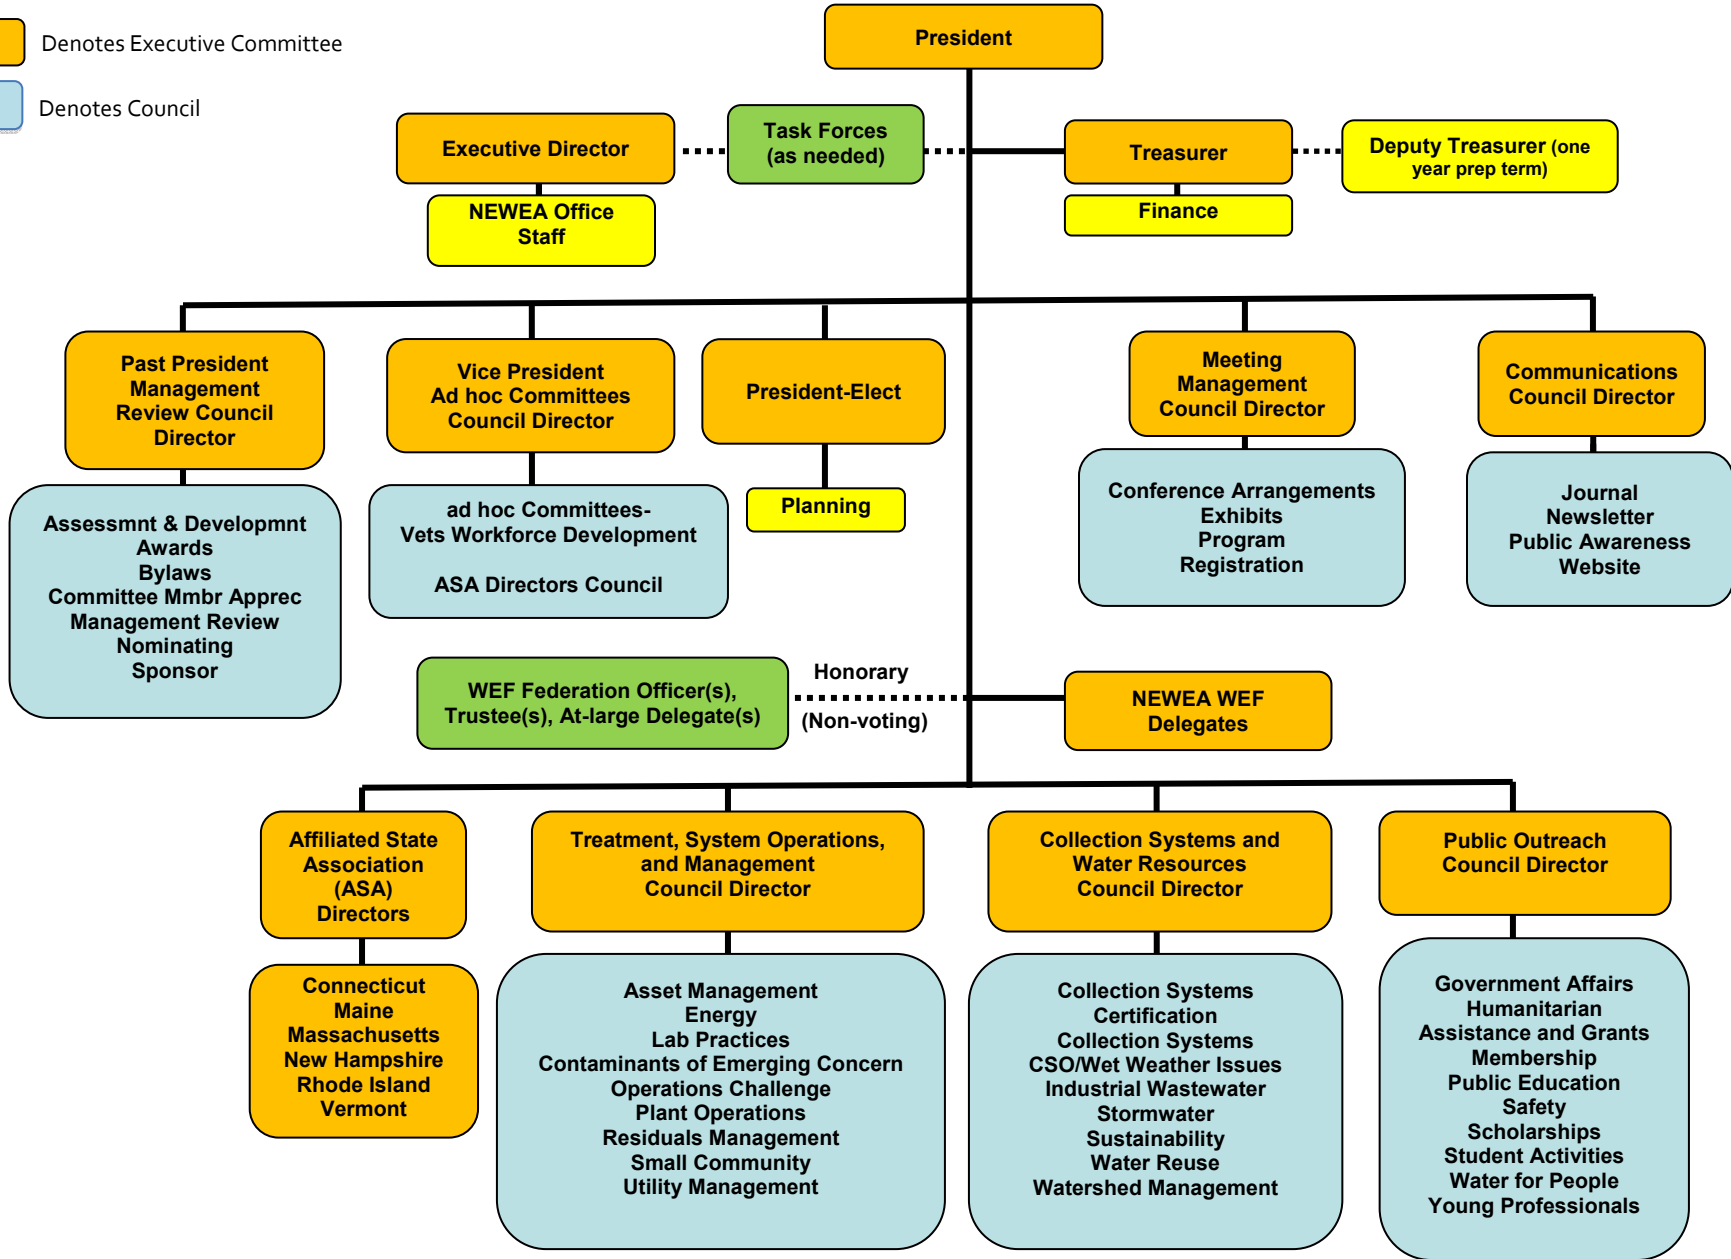 Denotes Executive Committee
Denotes Council
President
Executive Director
Task Forces
(as needed)
Treasurer
Deputy Treasurer (one
year prep term)
NEWEA Office
Staff
Finance
Past President
Management
Review Council
Director
Vice President
Ad hoc Committees
Council Director
President-Elect
Meeting
Management
Council Director
Communications
Council Director
Assessmnt & Developmnt
Awards
Bylaws
Committee Mmbr Apprec
Management Review
Nominating
Sponsor
ad hoc Committees-
Vets Workforce Development
ASA Directors Council
Planning
Conference Arrangements
Exhibits
Program
Registration
Journal
Newsletter
Public Awareness
Website
WEF Federation Officer(s),
Trustee(s), At-large Delegate(s)
Honorary
(Non-voting)
NEWEA WEF
Delegates
Affiliated State
Association
(ASA)
Directors
Treatment, System Operations,
and Management
Council Director
Collection Systems and
Water Resources
Council Director
Public Outreach
Council Director
Connecticut
Maine
Massachusetts
New Hampshire
Rhode Island
Vermont
Asset Management
Energy
Lab Practices
Contaminants of Emerging Concern
Operations Challenge
Plant Operations
Residuals Management
Small Community
Utility Management
Collection Systems
Certification
Collection Systems
CSO/Wet Weather Issues
Industrial Wastewater
Stormwater
Sustainability
Water Reuse
Watershed Management
Government Affairs
Humanitarian
Assistance and Grants
Membership
Public Education
Safety
Scholarships
Student Activities
Water for People
Young Professionals